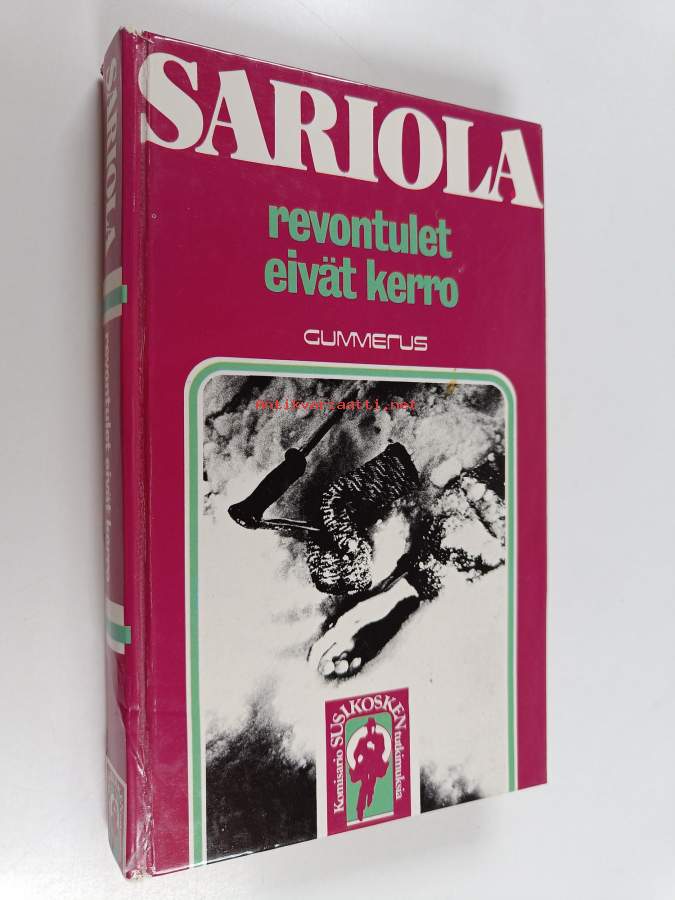 SARIOLA
revontulet
eivät kerro
GUMMERUS
Antikvariaatti.net
Komisario SUSIKOSKEN tutkimuksia
SARIOLA
revontulet eivät kerro